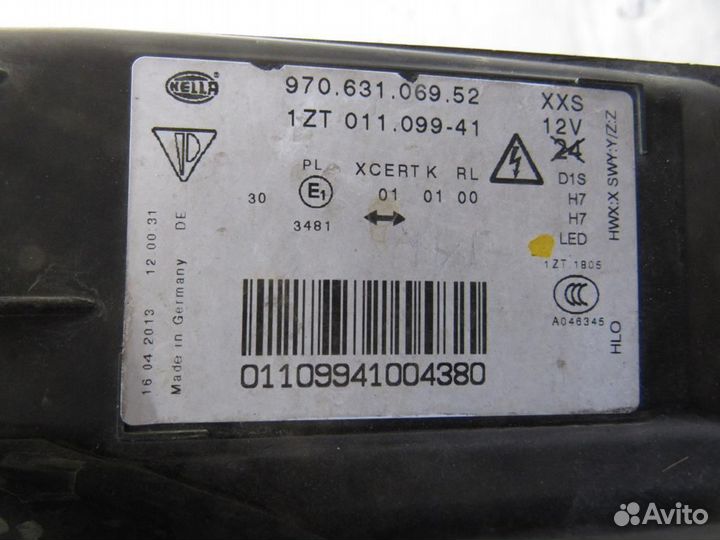 HELLA
970.631.069.52
XXS
1ZT 011.099-41
12V
24
PL XCERT K RL
D1S
30 E1 01 01 00
H7
3481
H7
LED
1ZT 1805
CCC
A046345
HLO HWX:X SWY:Y/Z:Z
16 04 2013 12 00 31
Made in Germany DE
01109941004380
Avito